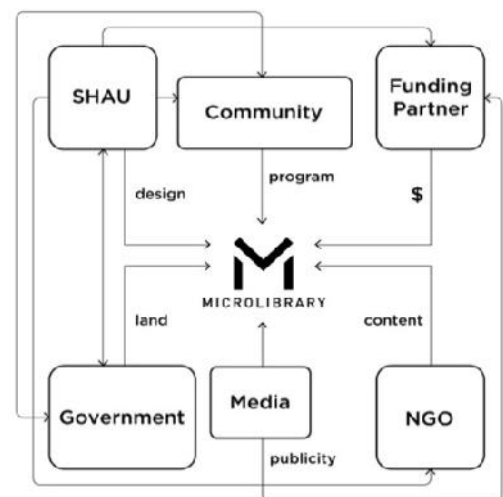 SHAU
Community
Funding
Partner
design
program
$
MICROLIBRARY
land
content
Government
Media
NGO
publicity